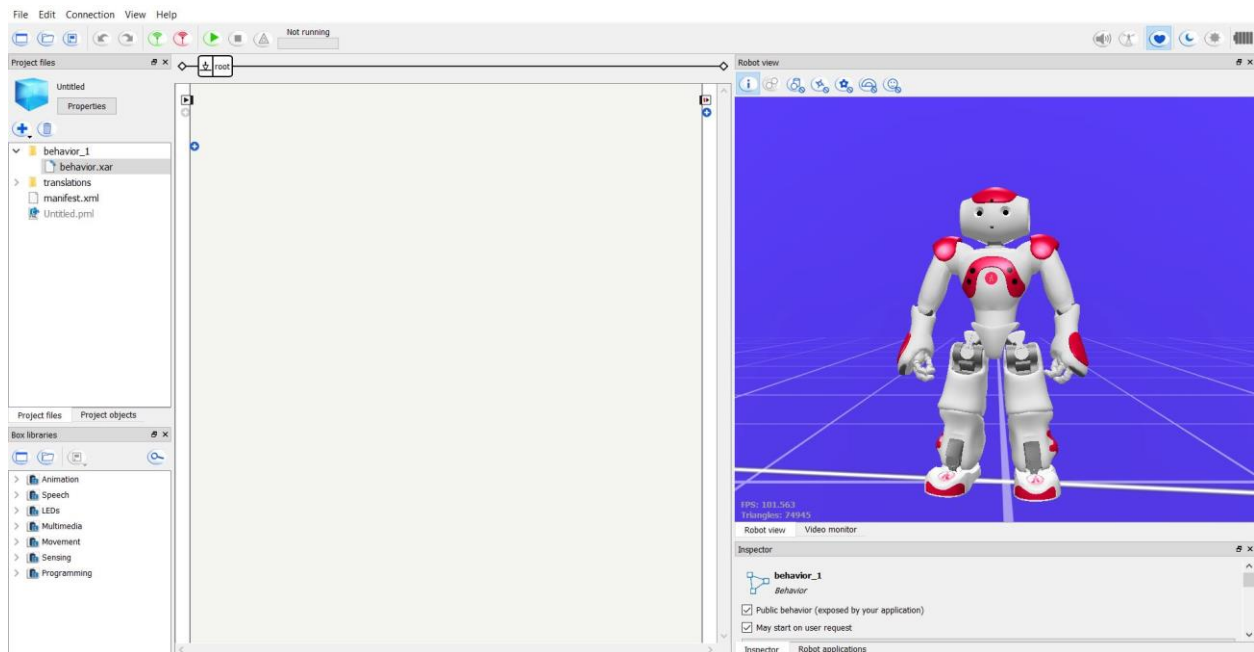 File Edit Connection View Help
Not running
Project files
Untitled
Properties
behavior_1
behavior.xar
translations
manifest.xml
Untitled.pml
Project files Project objects
Box libraries
Animation
Speech
LEDs
Multimedia
Movement
Sensing
Programming
root
Robot view
FPS: 101.563
Triangles: 74945
Robot view Video monitor
Inspector
behavior_1
Behavior
Public behavior (exposed by your application)
May start on user request
Inspector Robot applications